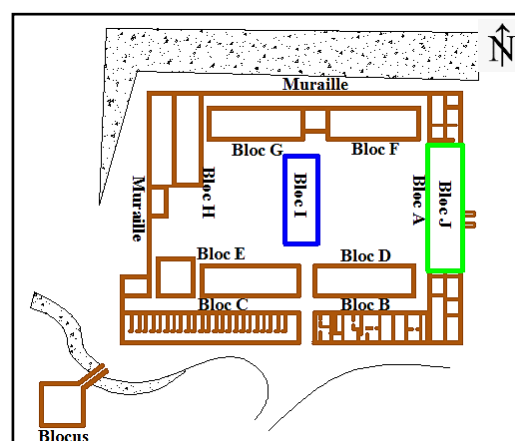 N
Muraille
Bloc G
Bloc F
Muraille
Bloc H
Bloc I
Bloc A
Bloc J
Bloc E
Bloc D
Bloc C
Bloc B
Blocus